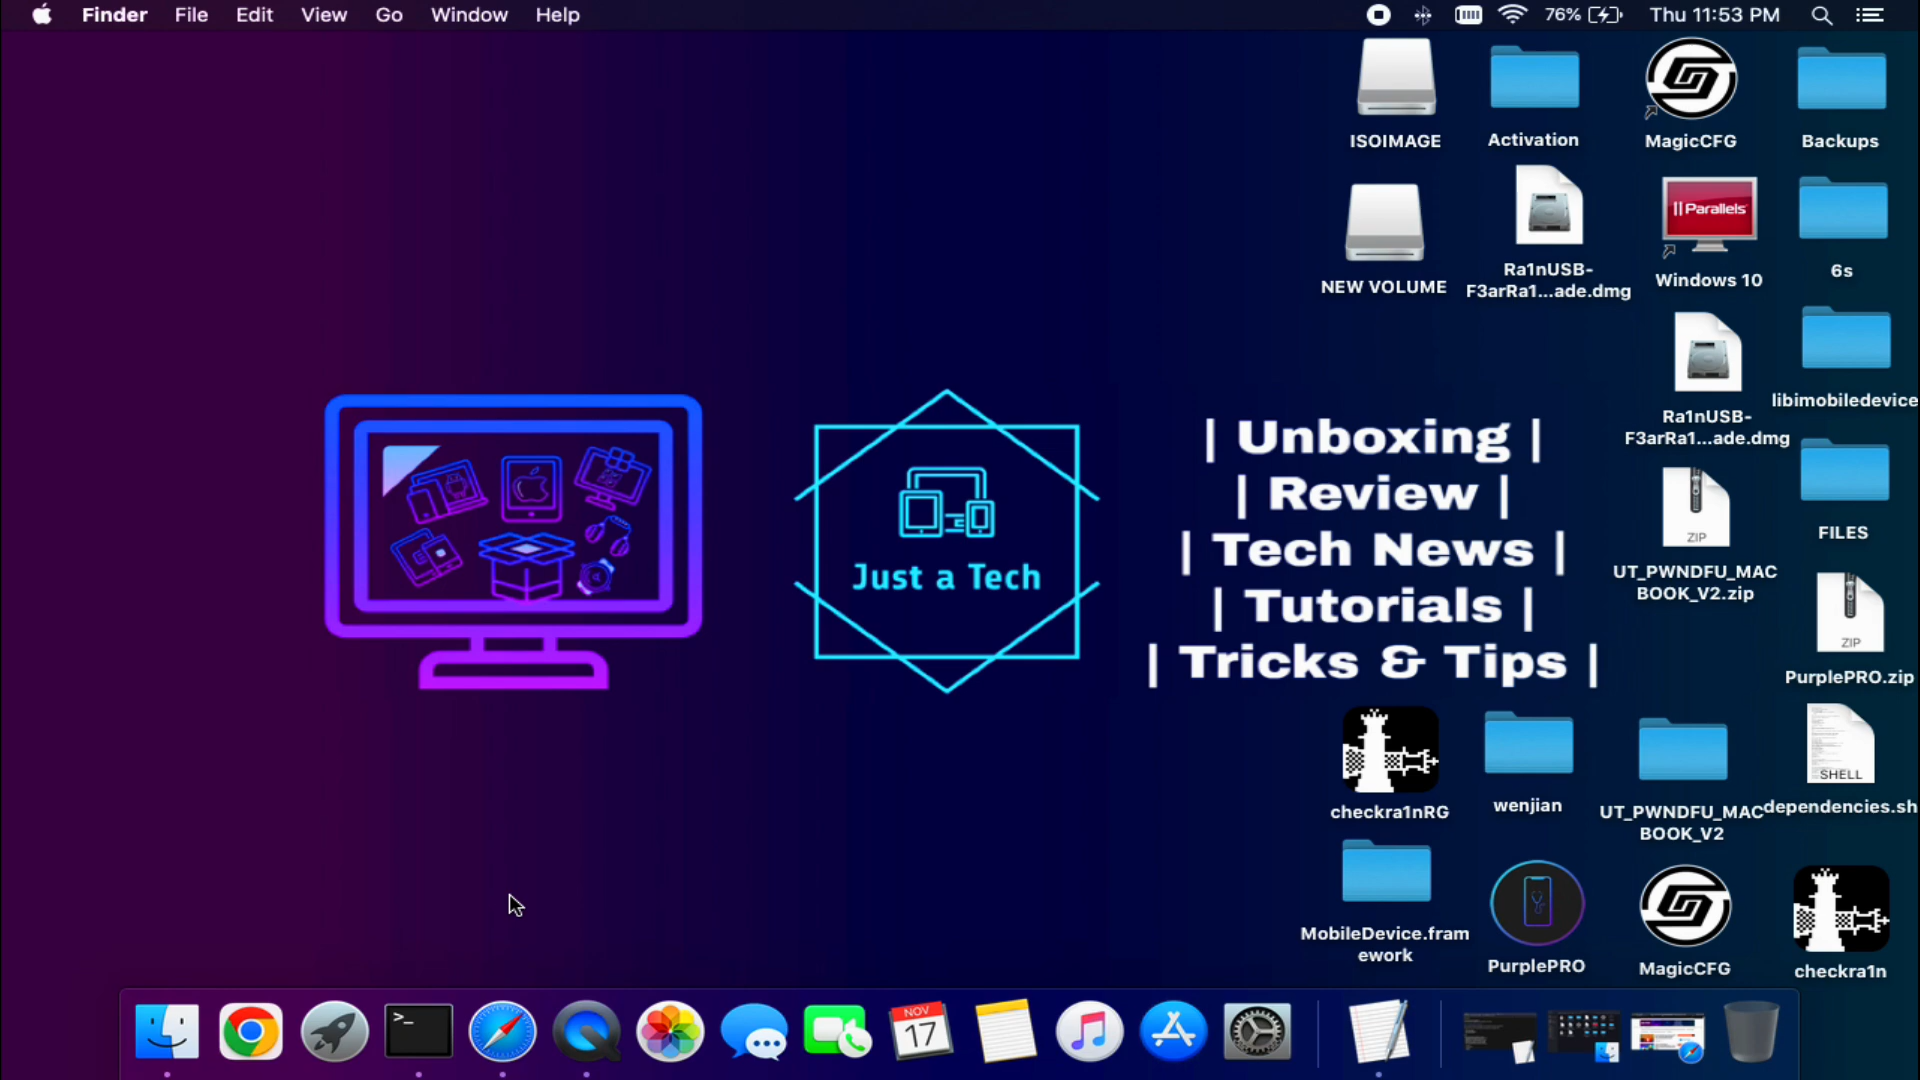 Finder File Edit View Go Window Help
76% Thu 11:53 PM
ISOIMAGE
Activation
MagicCFG
Backups
NEW VOLUME
Ra1nUSB-
F3arRa1...ade.dmg
|| Parallels
Windows 10
6s
Ra1nUSB-
F3arRa1...ade.dmg
libimobiledevice
| Unboxing |
| Review |
| Tech News |
| Tutorials |
| Tricks & Tips |
Just a Tech
ZIP
UT_PWNDFU_MAC
BOOK_V2.zip
FILES
ZIP
PurplePRO.zip
checkra1nRG
wenjian
UT_PWNDFU_MAC
BOOK_V2
SHELL
dependencies.sh
MobileDevice.fram
ework
PurplePRO
MagicCFG
checkra1n
>_
NOV
17